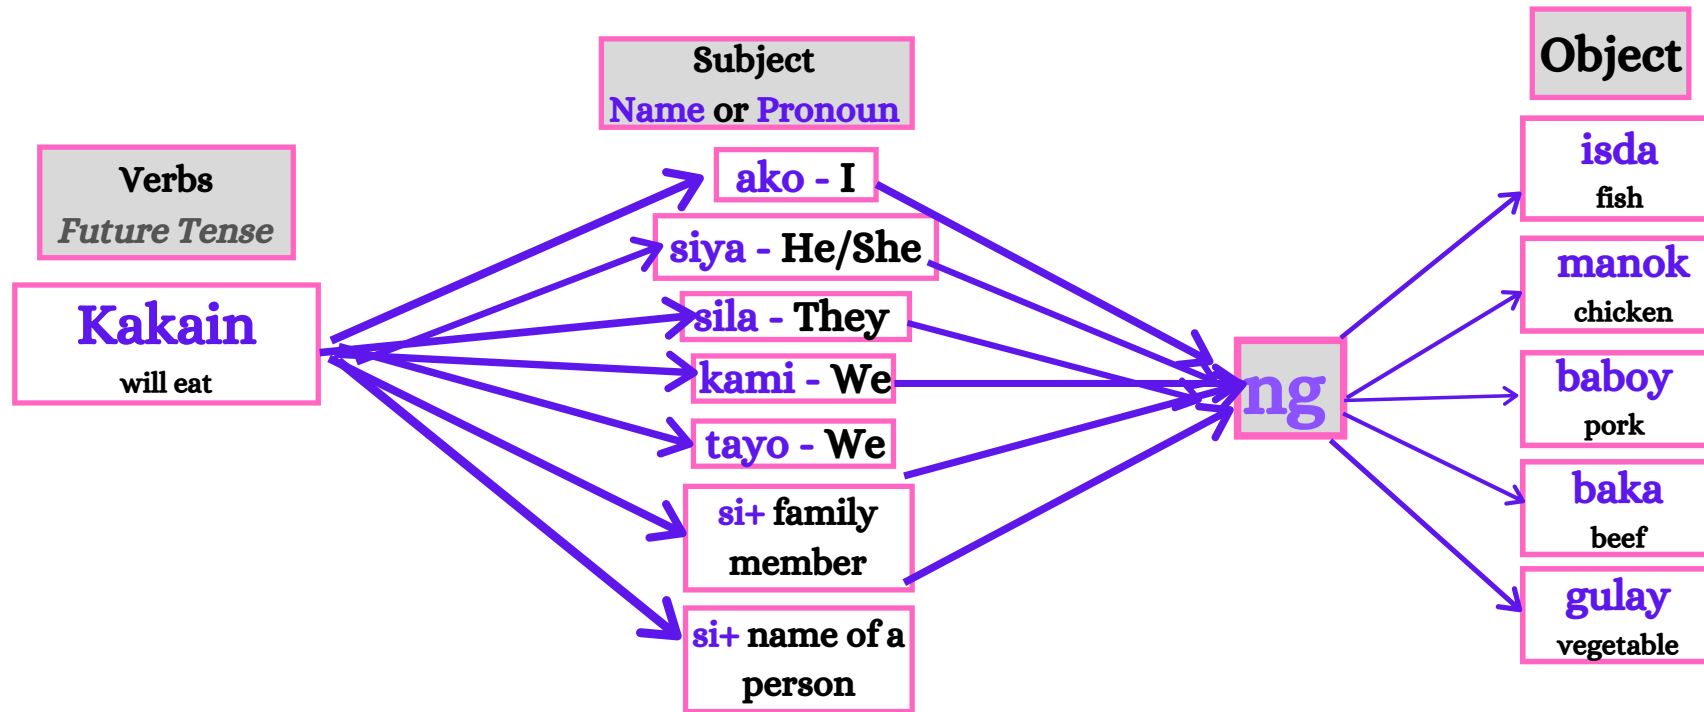 Verbs
Future Tense
Kakain
will eat
Subject
Name or Pronoun
ako - I
siya - He/She
sila - They
kami - We
tayo - We
si+ family
member
si+ name of a
person
ng
Object
isda
fish
manok
chicken
baboy
pork
baka
beef
gulay
vegetable